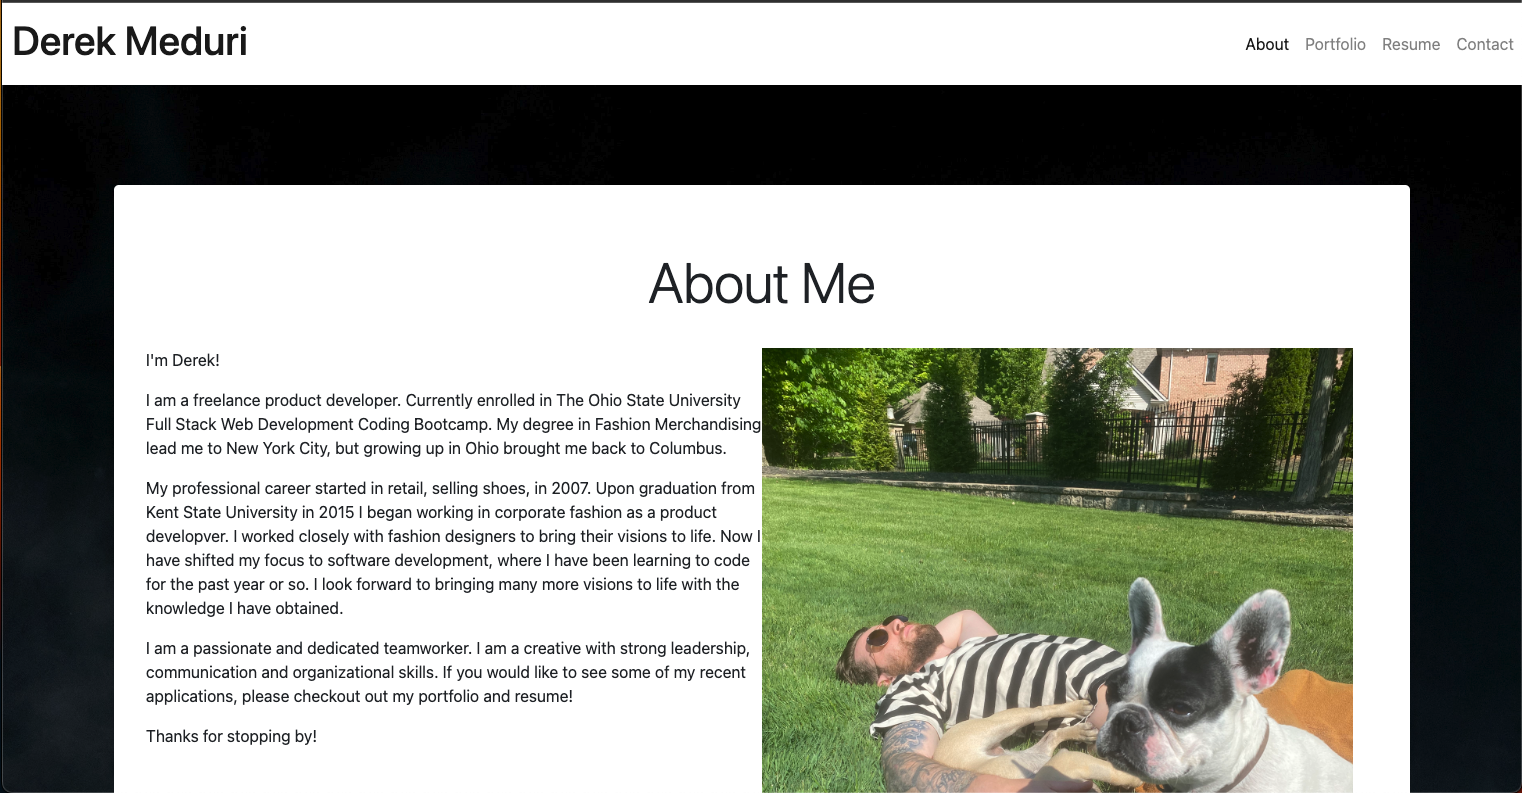 Derek Meduri
About Portfolio Resume Contact
About Me
I'm Derek!
I am a freelance product developer. Currently enrolled in The Ohio State University
Full Stack Web Development Coding Bootcamp. My degree in Fashion Merchandising
lead me to New York City, but growing up in Ohio brought me back to Columbus.
My professional career started in retail, selling shoes, in 2007. Upon graduation from
Kent State University in 2015 I began working in corporate fashion as a product
developver. I worked closely with fashion designers to bring their visions to life. Now I
have shifted my focus to software development, where I have been learning to code
for the past year or so. I look forward to bringing many more visions to life with the
knowledge I have obtained.
I am a passionate and dedicated teamworker. I am a creative with strong leadership,
communication and organizational skills. If you would like to see some of my recent
applications, please checkout out my portfolio and resume!
Thanks for stopping by!